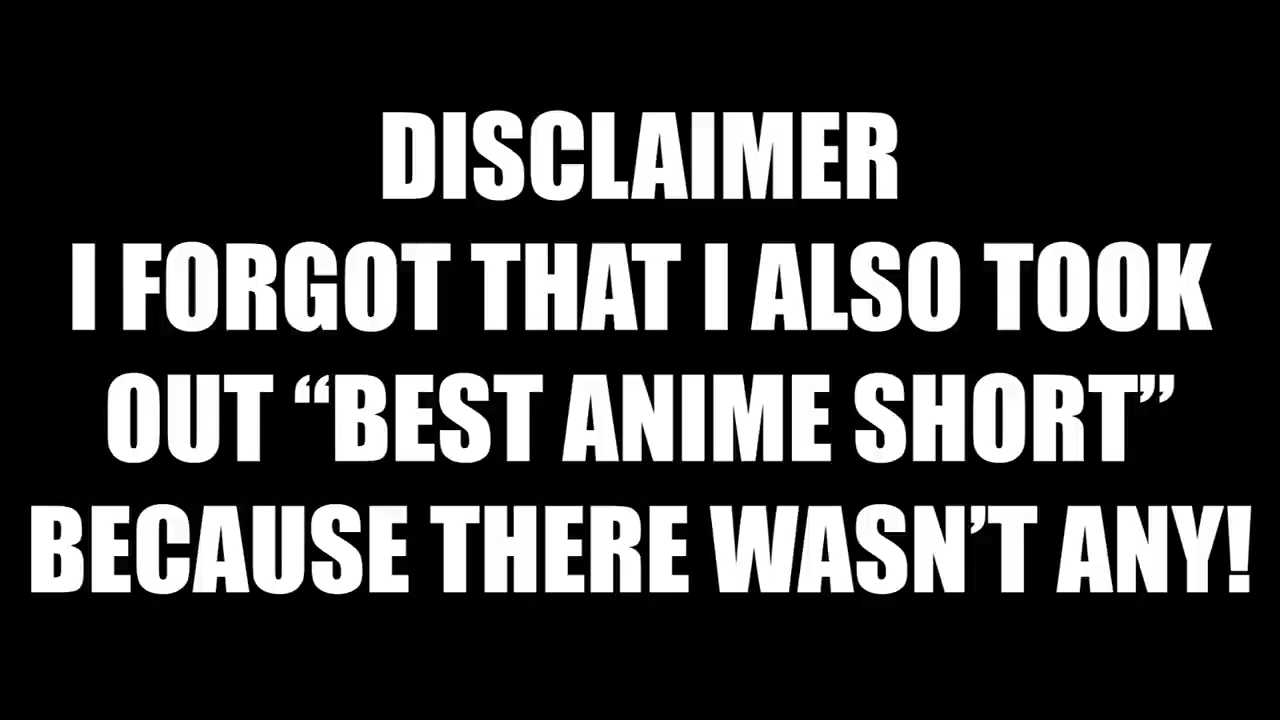 DISCLAIMER
I FORGOT THAT I ALSO TOOK
OUT “BEST ANIME SHORT”
BECAUSE THERE WASN’T ANY!